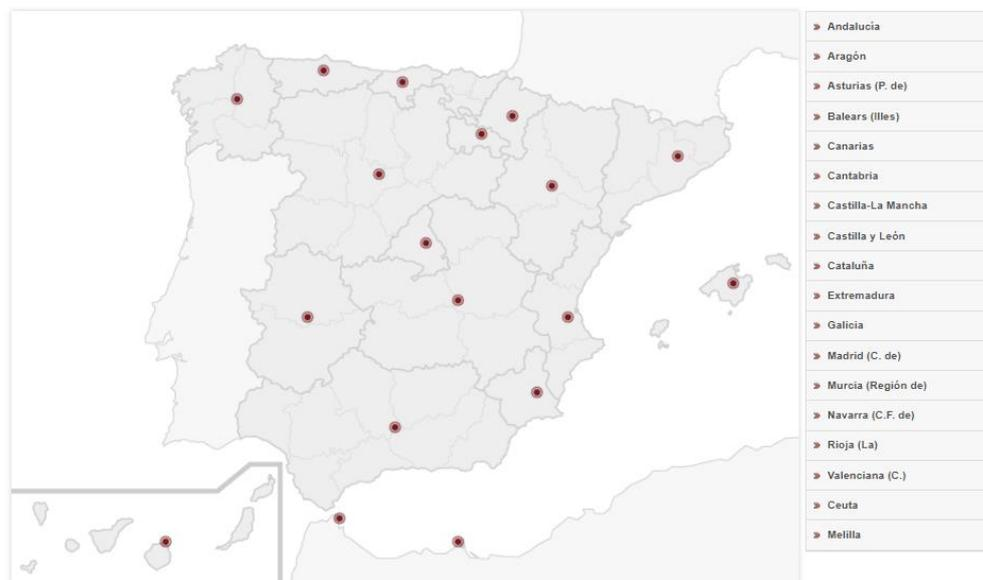 Andalucía
Aragón
Asturias (P. de)
Balears (Illes)
Canarias
Cantabria
Castilla-La Mancha
Castilla y León
Cataluña
Extremadura
Galicia
Madrid (C. de)
Murcia (Región de)
Navarra (C.F. de)
Rioja (La)
Valenciana (C.)
Ceuta
Melilla